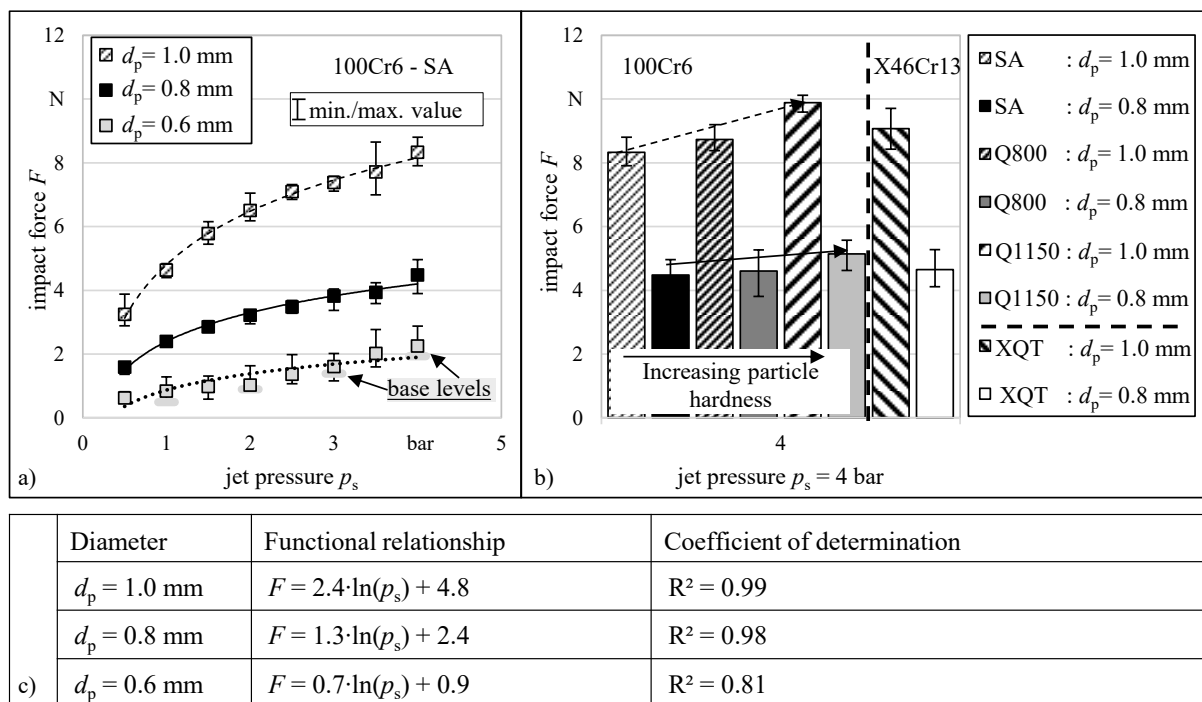 12
N
8
6
4
2
0
impact force F
dp= 1.0 mm
dp= 0.8 mm
dp= 0.6 mm
100Cr6 - SA
min./max. value
base levels
0 1 2 3 bar 5
jet pressure ps
a)
12
N
8
6
4
2
0
impact force F
100Cr6
X46Cr13
Increasing particle
hardness
4
jet pressure ps = 4 bar
b)
SA : dp= 1.0 mm
SA : dp= 0.8 mm
Q800 : dp= 1.0 mm
Q800 : dp= 0.8 mm
Q1150 : dp= 1.0 mm
Q1150 : dp= 0.8 mm
XQT : dp= 1.0 mm
XQT : dp= 0.8 mm
Diameter Functional relationship Coefficient of determination
dp = 1.0 mm F = 2.4·ln(ps) + 4.8 R² = 0.99
dp = 0.8 mm F = 1.3·ln(ps) + 2.4 R² = 0.98
c) dp = 0.6 mm F = 0.7·ln(ps) + 0.9 R² = 0.81